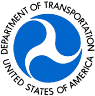 DEPARTMENT OF TRANSPORTATION
UNITED STATES OF AMERICA